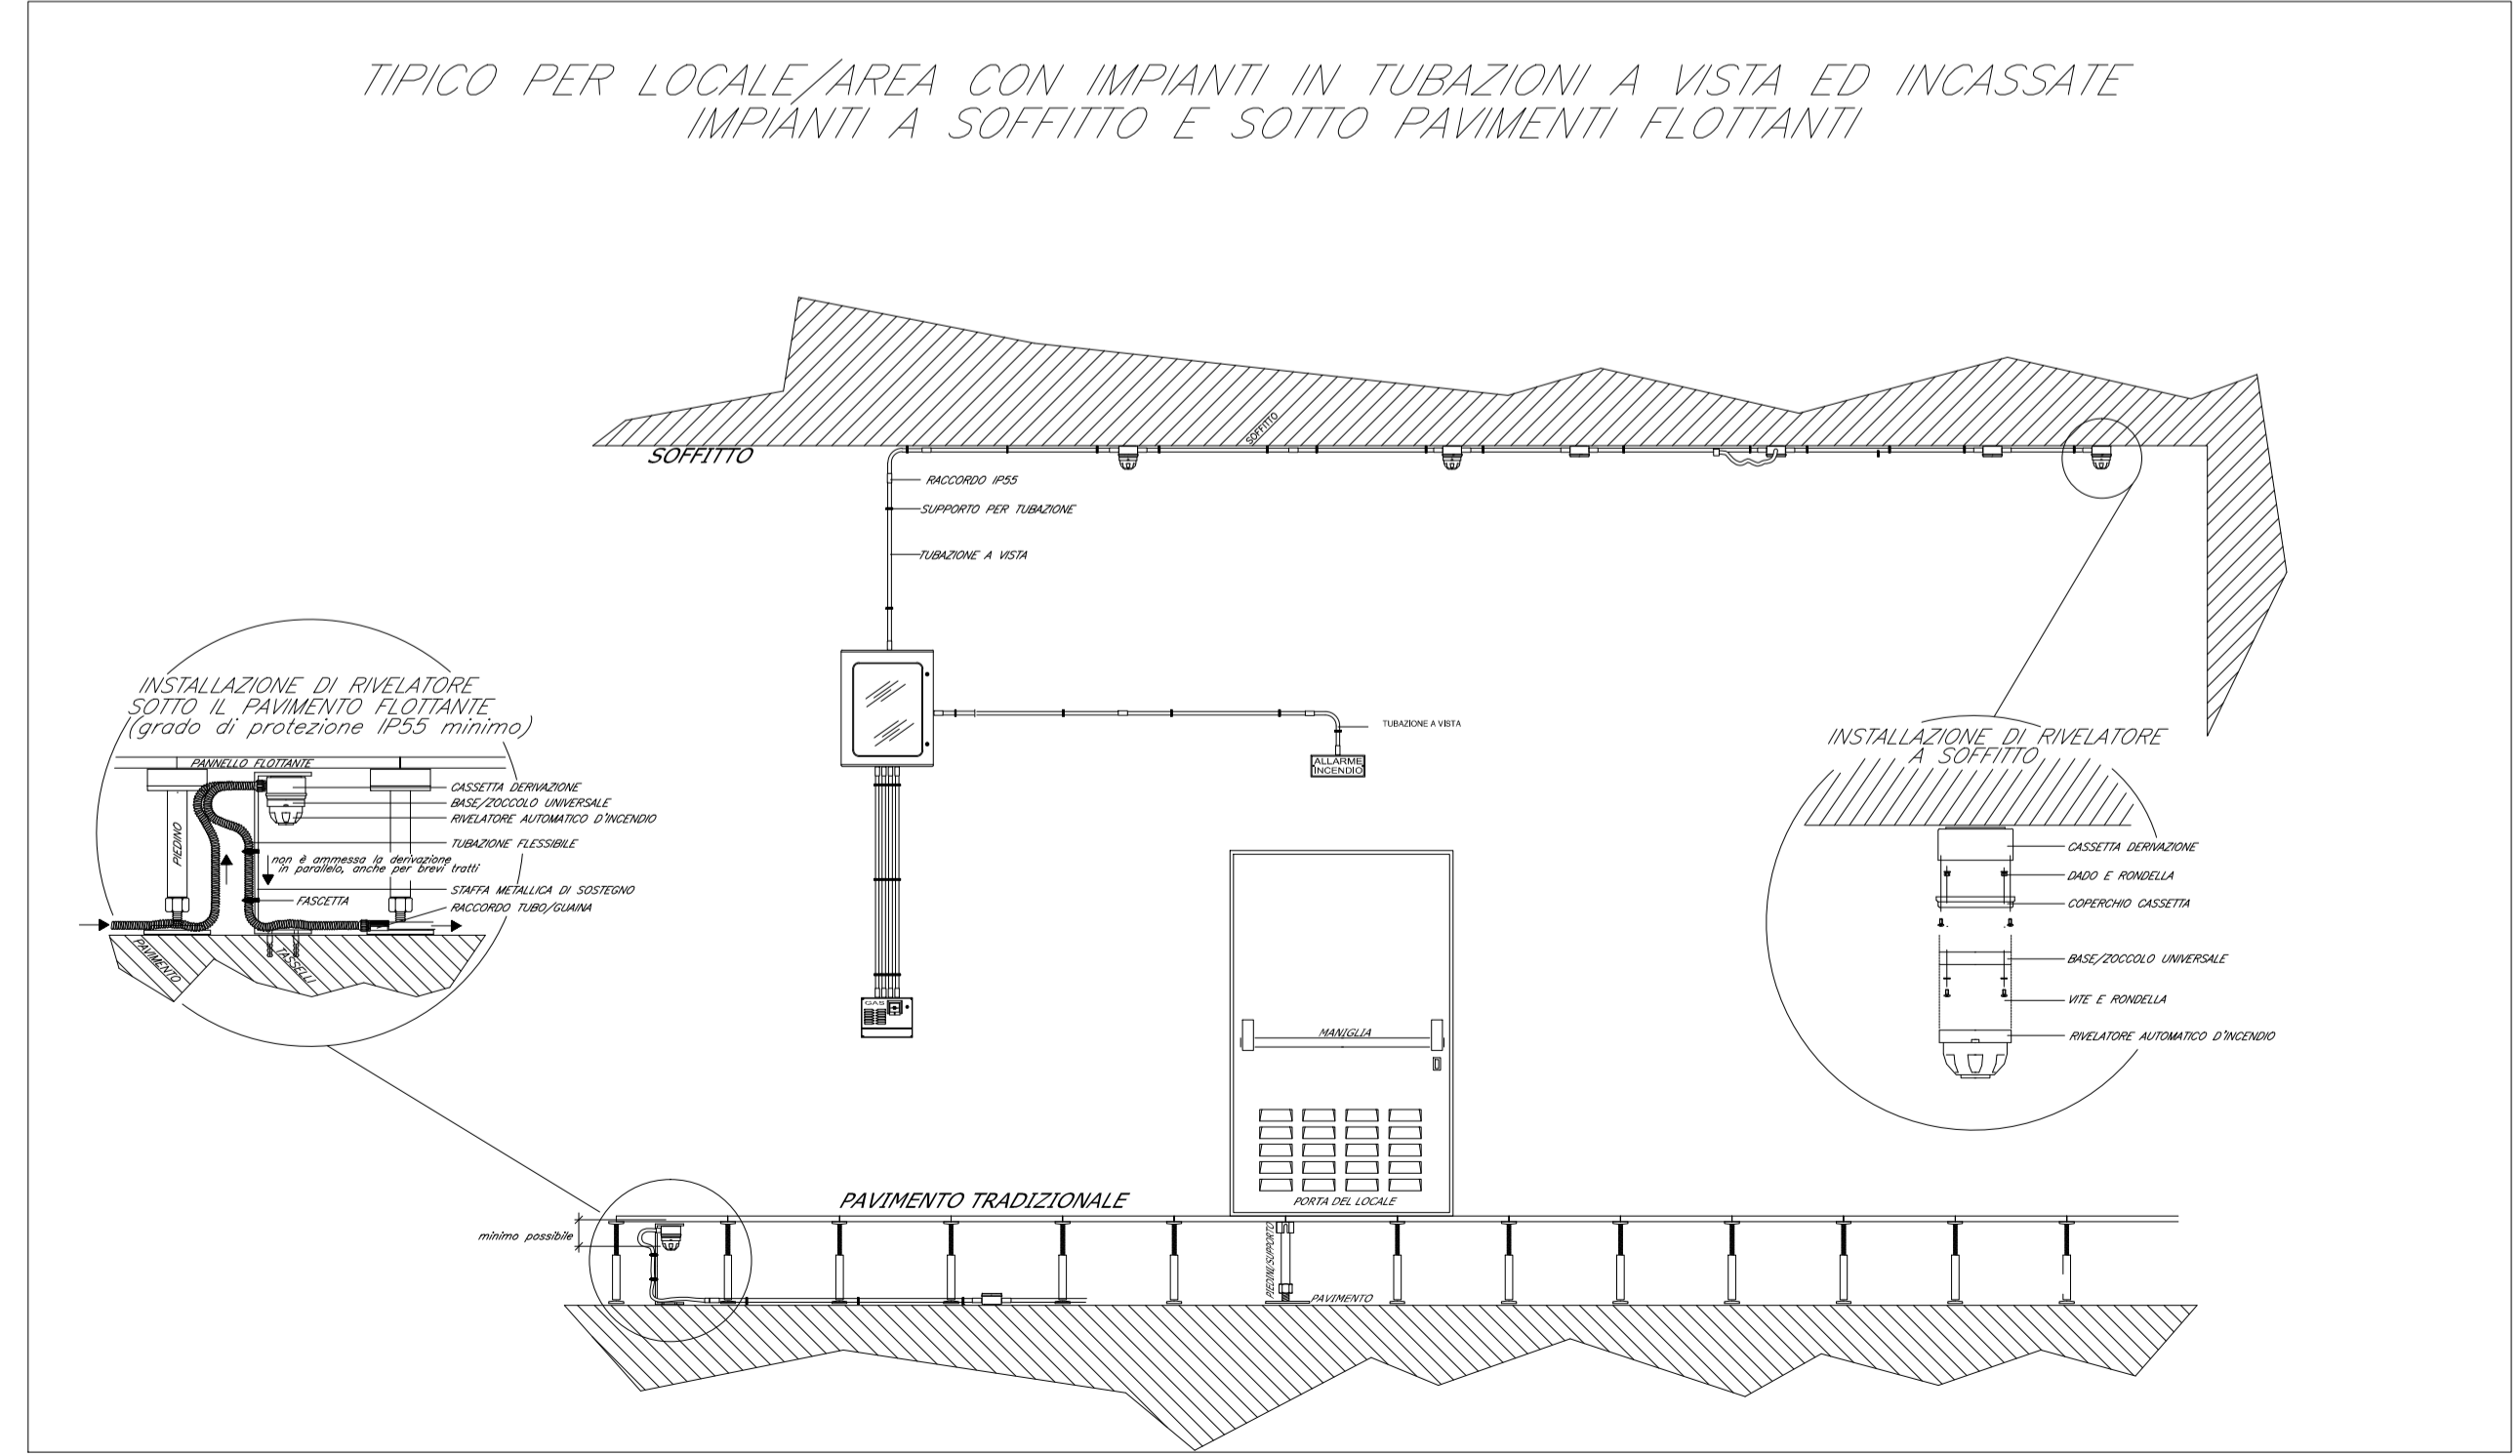 TIPICO PER LOCALE/AREA CON IMPIANTI IN TUBAZIONI A VISTA ED INCASSATE
IMPIANTI A SOFFITTO E SOTTO PAVIMENTI FLOTTANTI
SOFFITTO
SOFFITTO
RACCORDO IP55
SUPPORTO PER TUBAZIONE
TUBAZIONE A VISTA
TUBAZIONE A VISTA
ALLARME
INCENDIO
GAS
INSTALLAZIONE DI RIVELATORE
SOTTO IL PAVIMENTO FLOTTANTE
(grado di protezione IP55 minimo)
PANNELLO FLOTTANTE
CASSETTA DERIVAZIONE
BASE/ZOCCOLO UNIVERSALE
RIVELATORE AUTOMATICO D'INCENDIO
PIEDINO
TUBAZIONE FLESSIBILE
non è ammessa la derivazione
in parallelo, anche per brevi tratti
STAFFA METALLICA DI SOSTEGNO
FASCETTA
RACCORDO TUBO/GUAINA
PAVIMENTO
TASSELLI
INSTALLAZIONE DI RIVELATORE
A SOFFITTO
CASSETTA DERIVAZIONE
DADO E RONDELLA
COPERCHIO CASSETTA
BASE/ZOCCOLO UNIVERSALE
VITE E RONDELLA
RIVELATORE AUTOMATICO D'INCENDIO
MANIGLIA
PORTA DEL LOCALE
PAVIMENTO TRADIZIONALE
minimo possibile
PIEDINI/SUPPORTO
PAVIMENTO